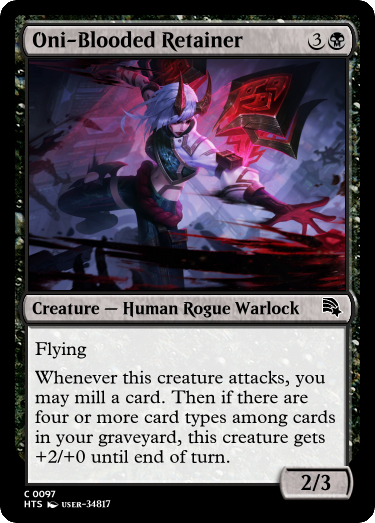 Oni-Blooded Retainer 3
Creature — Human Rogue Warlock
Flying
Whenever this creature attacks, you
may mill a card. Then if there are
four or more card types among cards
in your graveyard, this creature gets
+2/+0 until end of turn.
2/3
C 0097
HTS USER-34817